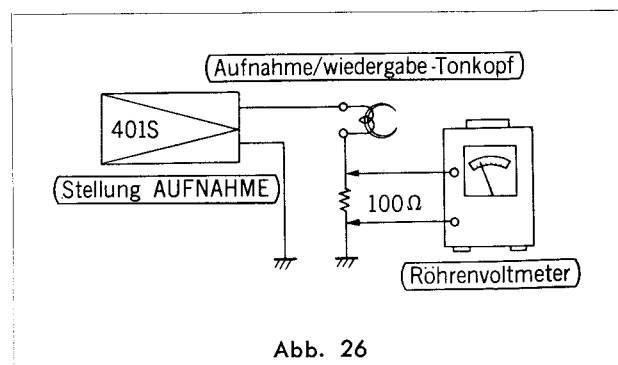 (Aufnahme/wiedergabe-Tonkopf)
401S
(Stellung AUFNAHME)
100Ω
(Röhrenvoltmeter)
Abb. 26